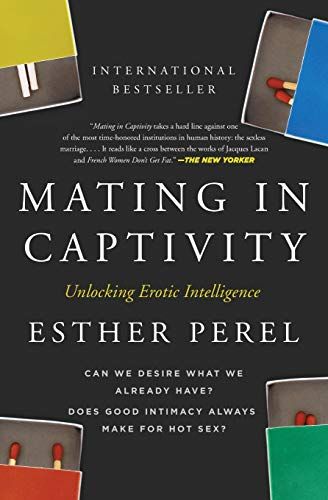 INTERNATIONAL
BESTSELLER
"Mating in Captivity takes a hard line against one
of the most time-honored institutions in human history: the sexless
marriage. . . . It reads like a cross between the works of Jacques Lacan
and French Women Don't Get Fat." —THE NEW YORKER
MATING IN
CAPTIVITY
Unlocking Erotic Intelligence
ESTHER PEREL
CAN WE DESIRE WHAT WE
ALREADY HAVE?
DOES GOOD INTIMACY ALWAYS
MAKE FOR HOT SEX?